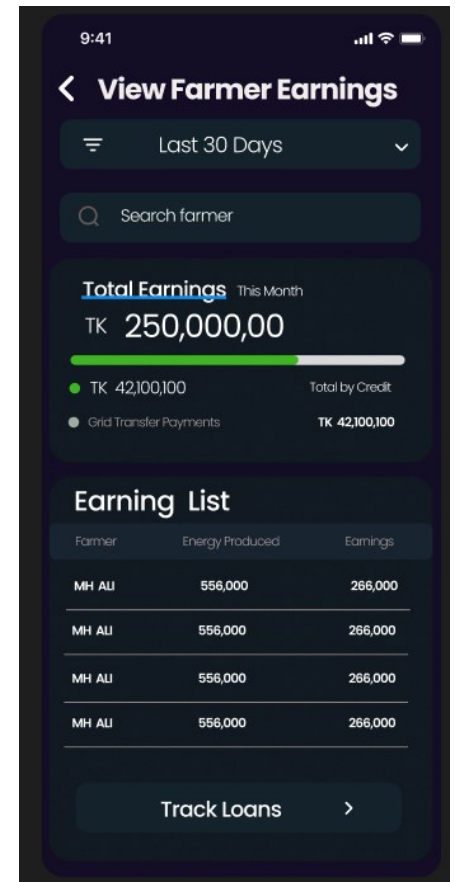 9:41
View Farmer Earnings
Last 30 Days
Search farmer
Total Earnings This Month
TK 250,000,00
TK 42,100,100 Total by Credit
Grid Transfer Payments TK 42,100,100
Earning List
Farmer Energy Produced Earnings
MH ALI 556,000 266,000
MH ALI 556,000 266,000
MH ALI 556,000 266,000
MH ALI 556,000 266,000
Track Loans